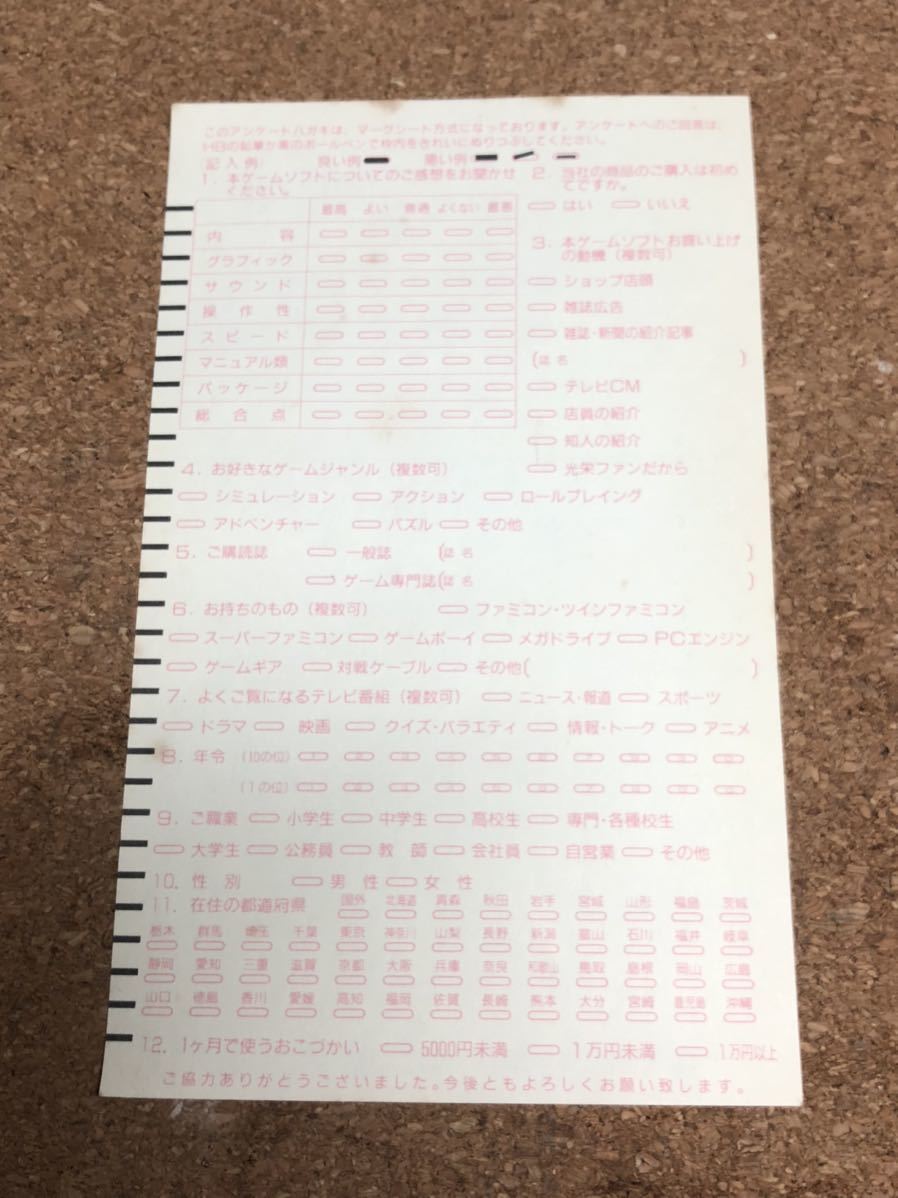 このアンケートハガキは、マークシート方式になっております。アンケートへのご回答は、
HBの鉛筆か黒のボールペンで枠内をきれいにぬりつぶしてください。
記入例) 良い例 悪い例
1. 本ゲームソフトについてのご感想をお聞かせ
ください。
最高 よい 普通 よくない 最悪
内容
グラフィック
サウンド
操作性
スピード
マニュアル類
パッケージ
総合点
2. 当社の商品のご購入は初め
てですか。
はい いいえ
3. 本ゲームソフトお買い上げ
の動機(複数可)
ショップ店頭
雑誌広告
雑誌・新聞の紹介記事
(誌名 )
テレビCM
店員の紹介
知人の紹介
光栄ファンだから
4. お好きなゲームジャンル(複数可)
シミュレーション アクション ロールプレイング
アドベンチャー パズル その他
5. ご購読誌 一般誌 (誌名 )
ゲーム専門誌(誌名 )
6. お持ちのもの(複数可) ファミコン・ツインファミコン
スーパーファミコン ゲームボーイ メガドライブ PCエンジン
ゲームギア 対戦ケーブル その他( )
7. よくご覧になるテレビ番組(複数可) ニュース・報道 スポーツ
ドラマ 映画 クイズ・バラエティ 情報・トーク アニメ
8. 年令 (10の位)
(1の位)
9. ご職業 小学生 中学生 高校生 専門・各種校生
大学生 公務員 教師 会社員 自営業 その他
10. 性別 男性 女性
11. 在住の都道府県 国外 北海道 青森 秋田 岩手 宮城 山形 福島 茨城
栃木 群馬 埼玉 千葉 東京 神奈川 山梨 長野 新潟 富山 石川 福井 岐阜
静岡 愛知 三重 滋賀 京都 大阪 兵庫 奈良 和歌山 鳥取 島根 岡山 広島
山口 徳島 香川 愛媛 高知 福岡 佐賀 長崎 熊本 大分 宮崎 鹿児島 沖縄
12. 1ヶ月で使うおこづかい 5000円未満 1万円未満 1万円以上
ご協力ありがとうございました。今後ともよろしくお願い致します。